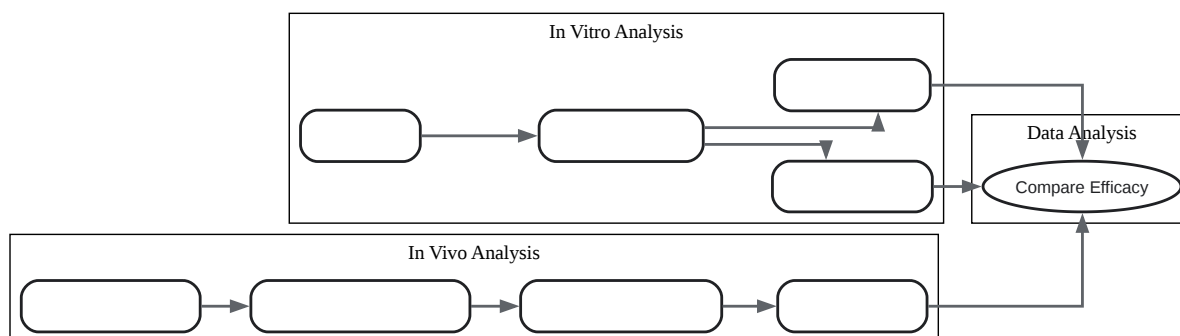 In Vitro Analysis
Data Analysis
Compare Efficacy
In Vivo Analysis